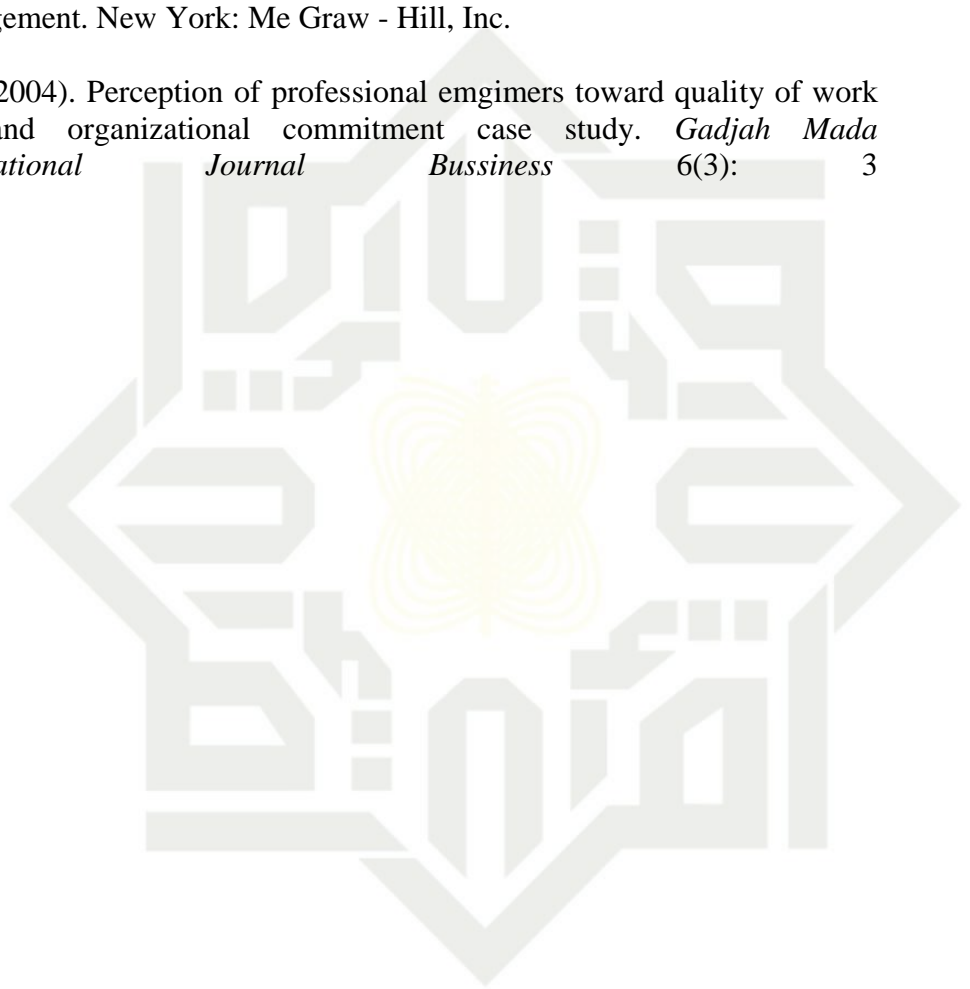 gement. New York: Me Graw - Hill, Inc.
2004). Perception of professional emgimers toward quality of work
and organizational commitment case study. Gadjah Mada
ational Journal Bussiness 6(3): 3